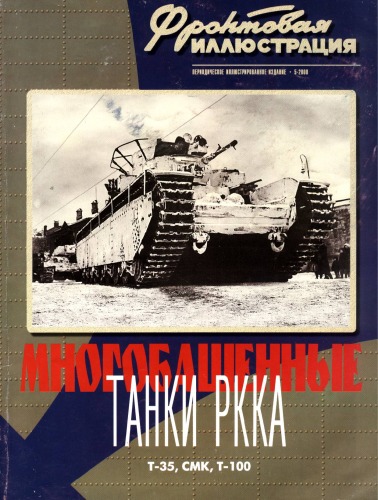 Фронтовая
ИЛЛЮСТРАЦИЯ
ПЕРИОДИЧЕСКОЕ ИЛЛЮСТРИРОВАННОЕ ИЗДАНИЕ • 5-2000
МНОГОБАШЕННЫЕ
ТАНКИ РККА
Т-35, СМК, Т-100